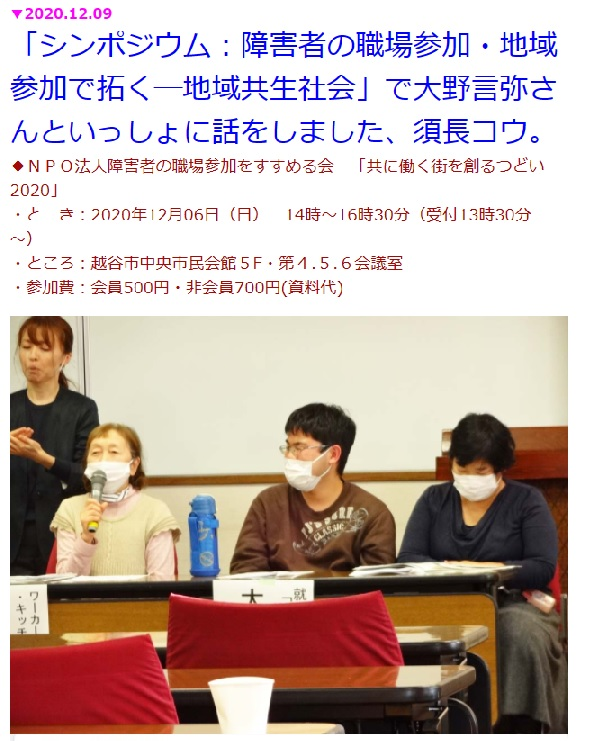 ▼2020.12.09
「シンポジウム：障害者の職場参加・地域
参加で拓く―地域共生社会」で大野言弥さ
んといっしょに話をしました、須長コウ。
◆ＮＰＯ法人障害者の職場参加をすすめる会　「共に働く街を創るつどい
2020」
・と　き：2020年12月06日（日）　14時～16時30分（受付13時30分
～）
・ところ：越谷市中央市民会館５F・第４.５.６会議室
・参加費：会員500円・非会員700円(資料代)
CLASSIC
ワーカー
・キッチ
大
就